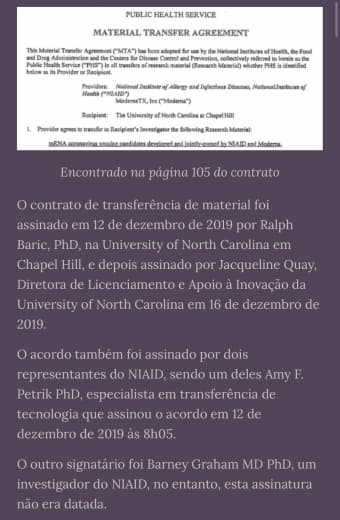 PUBLIC HEALTH SERVICE
MATERIAL TRANSFER AGREEMENT
This Material Transfer Agreement ("MTA") has been adopted for use by the National Institutes of Health, the Food
and Drug Administration and the Centers for Disease Control and Prevention, collectively referred to herein as the
Public Health Service ("PHS") in all transfers of research material (Research Material) whether PHS is identified
below as its Provider or Recipient.
Providers: National Institute of Allergy and Infectious Diseases, National Institutes of
Health ("NIAID")
ModernaTX, Inc ("Moderna")
Recipient: The University of North Carolina at Chapel Hill
1. Provider agrees to transfer to Recipient's Investigator the following Research Material:
mRNA coronavirus vaccine candidates developed and jointly-owned by NIAID and Moderna.
Encontrado na página 105 do contrato
O contrato de transferência de material foi
assinado em 12 de dezembro de 2019 por Ralph
Baric, PhD, na University of North Carolina em
Chapel Hill, e depois assinado por Jacqueline Quay,
Diretora de Licenciamento e Apoio à Inovação da
University of North Carolina em 16 de dezembro de
2019.
O acordo também foi assinado por dois
representantes do NIAID, sendo um deles Amy F.
Petrik PhD, especialista em transferência de
tecnologia que assinou o acordo em 12 de
dezembro de 2019 às 8h05.
O outro signatário foi Barney Graham MD PhD, um
investigador do NIAID, no entanto, esta assinatura
não era datada.